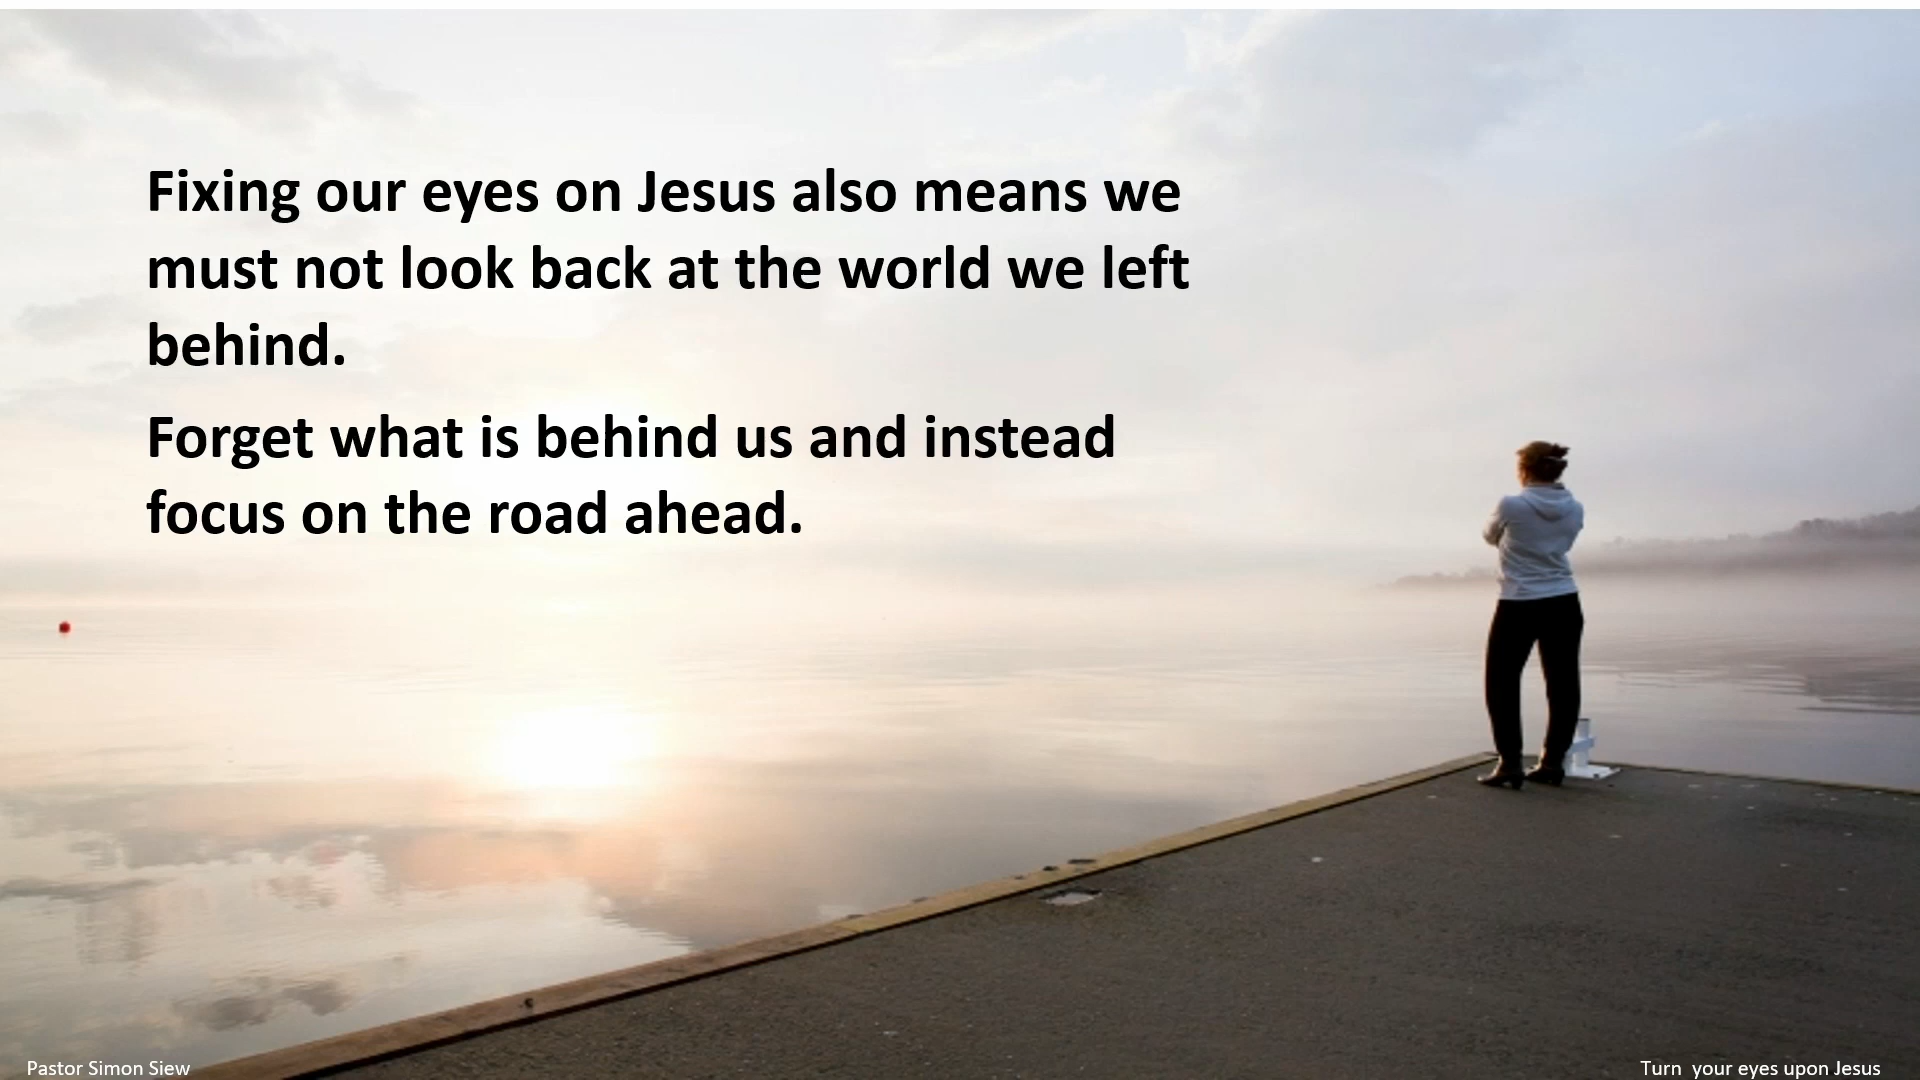 Fixing our eyes on Jesus also means we
must not look back at the world we left
behind.
Forget what is behind us and instead
focus on the road ahead.
Pastor Simon Siew
Turn  your eyes upon Jesus